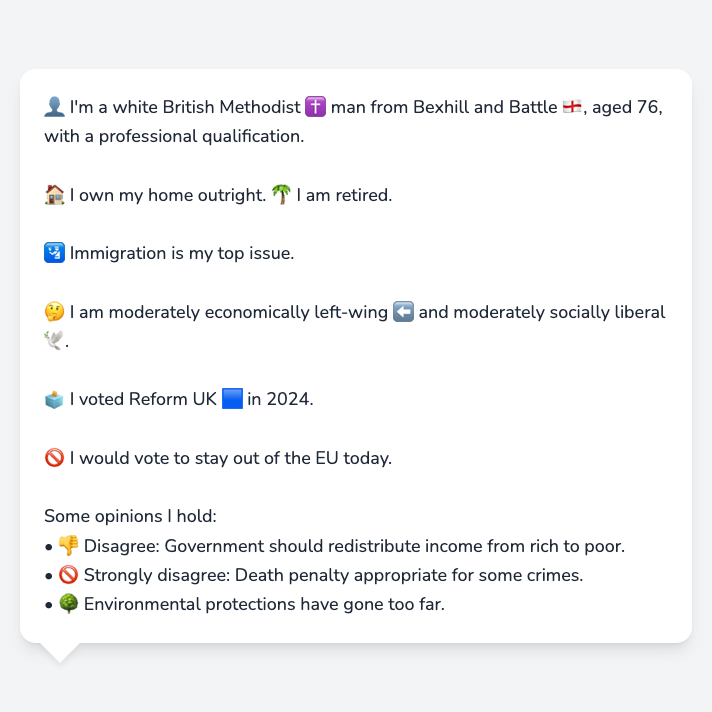 👤 I'm a white British Methodist ✝️ man from Bexhill and Battle 🏴󠁧󠁢󠁥󠁮󠁧󠁿, aged 76,
with a professional qualification.
🏠 I own my home outright. 🌴 I am retired.
🛂 Immigration is my top issue.
🤔 I am moderately economically left-wing ⬅️ and moderately socially liberal
🕊️.
🗳️ I voted Reform UK 🟦 in 2024.
🚫 I would vote to stay out of the EU today.
Some opinions I hold:
• 👎 Disagree: Government should redistribute income from rich to poor.
• 🚫 Strongly disagree: Death penalty appropriate for some crimes.
• 🌳 Environmental protections have gone too far.